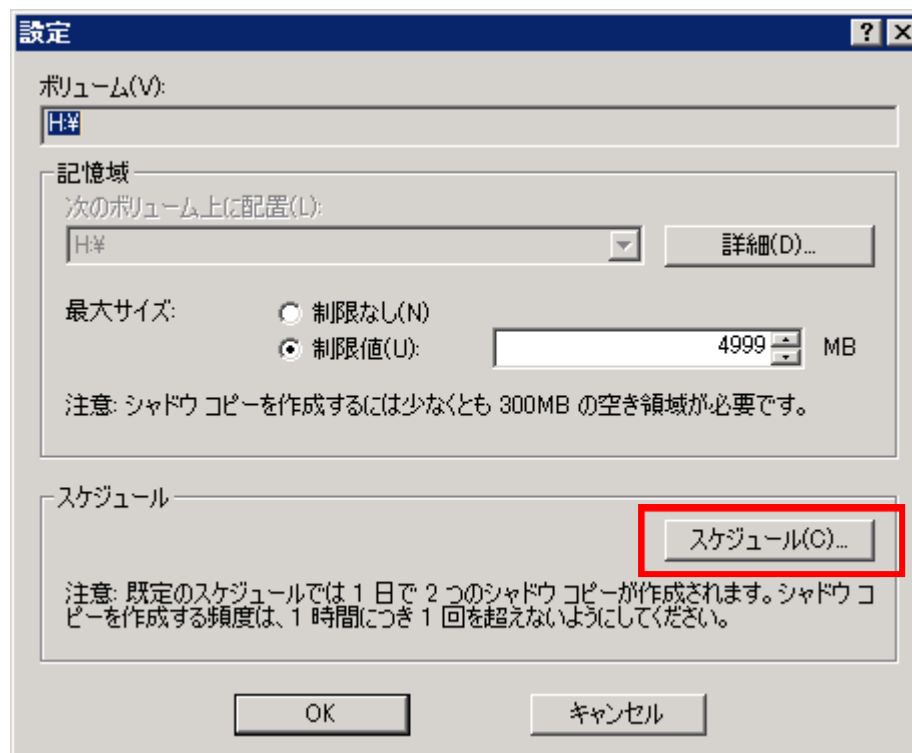 設定
ボリューム(V):
H:¥
記憶域
次のボリューム上に配置(L):
H:¥
詳細(D)...
最大サイズ:
制限なし(N)
制限値(U):
4999
MB
注意: シャドウ コピーを作成するには少なくとも 300MB の空き領域が必要です。
スケジュール
スケジュール(C)...
注意: 既定のスケジュールでは 1 日で 2 つのシャドウ コピーが作成されます。シャドウ コ
ピーを作成する頻度は、1 時間につき 1 回を超えないようにしてください。
OK
キャンセル